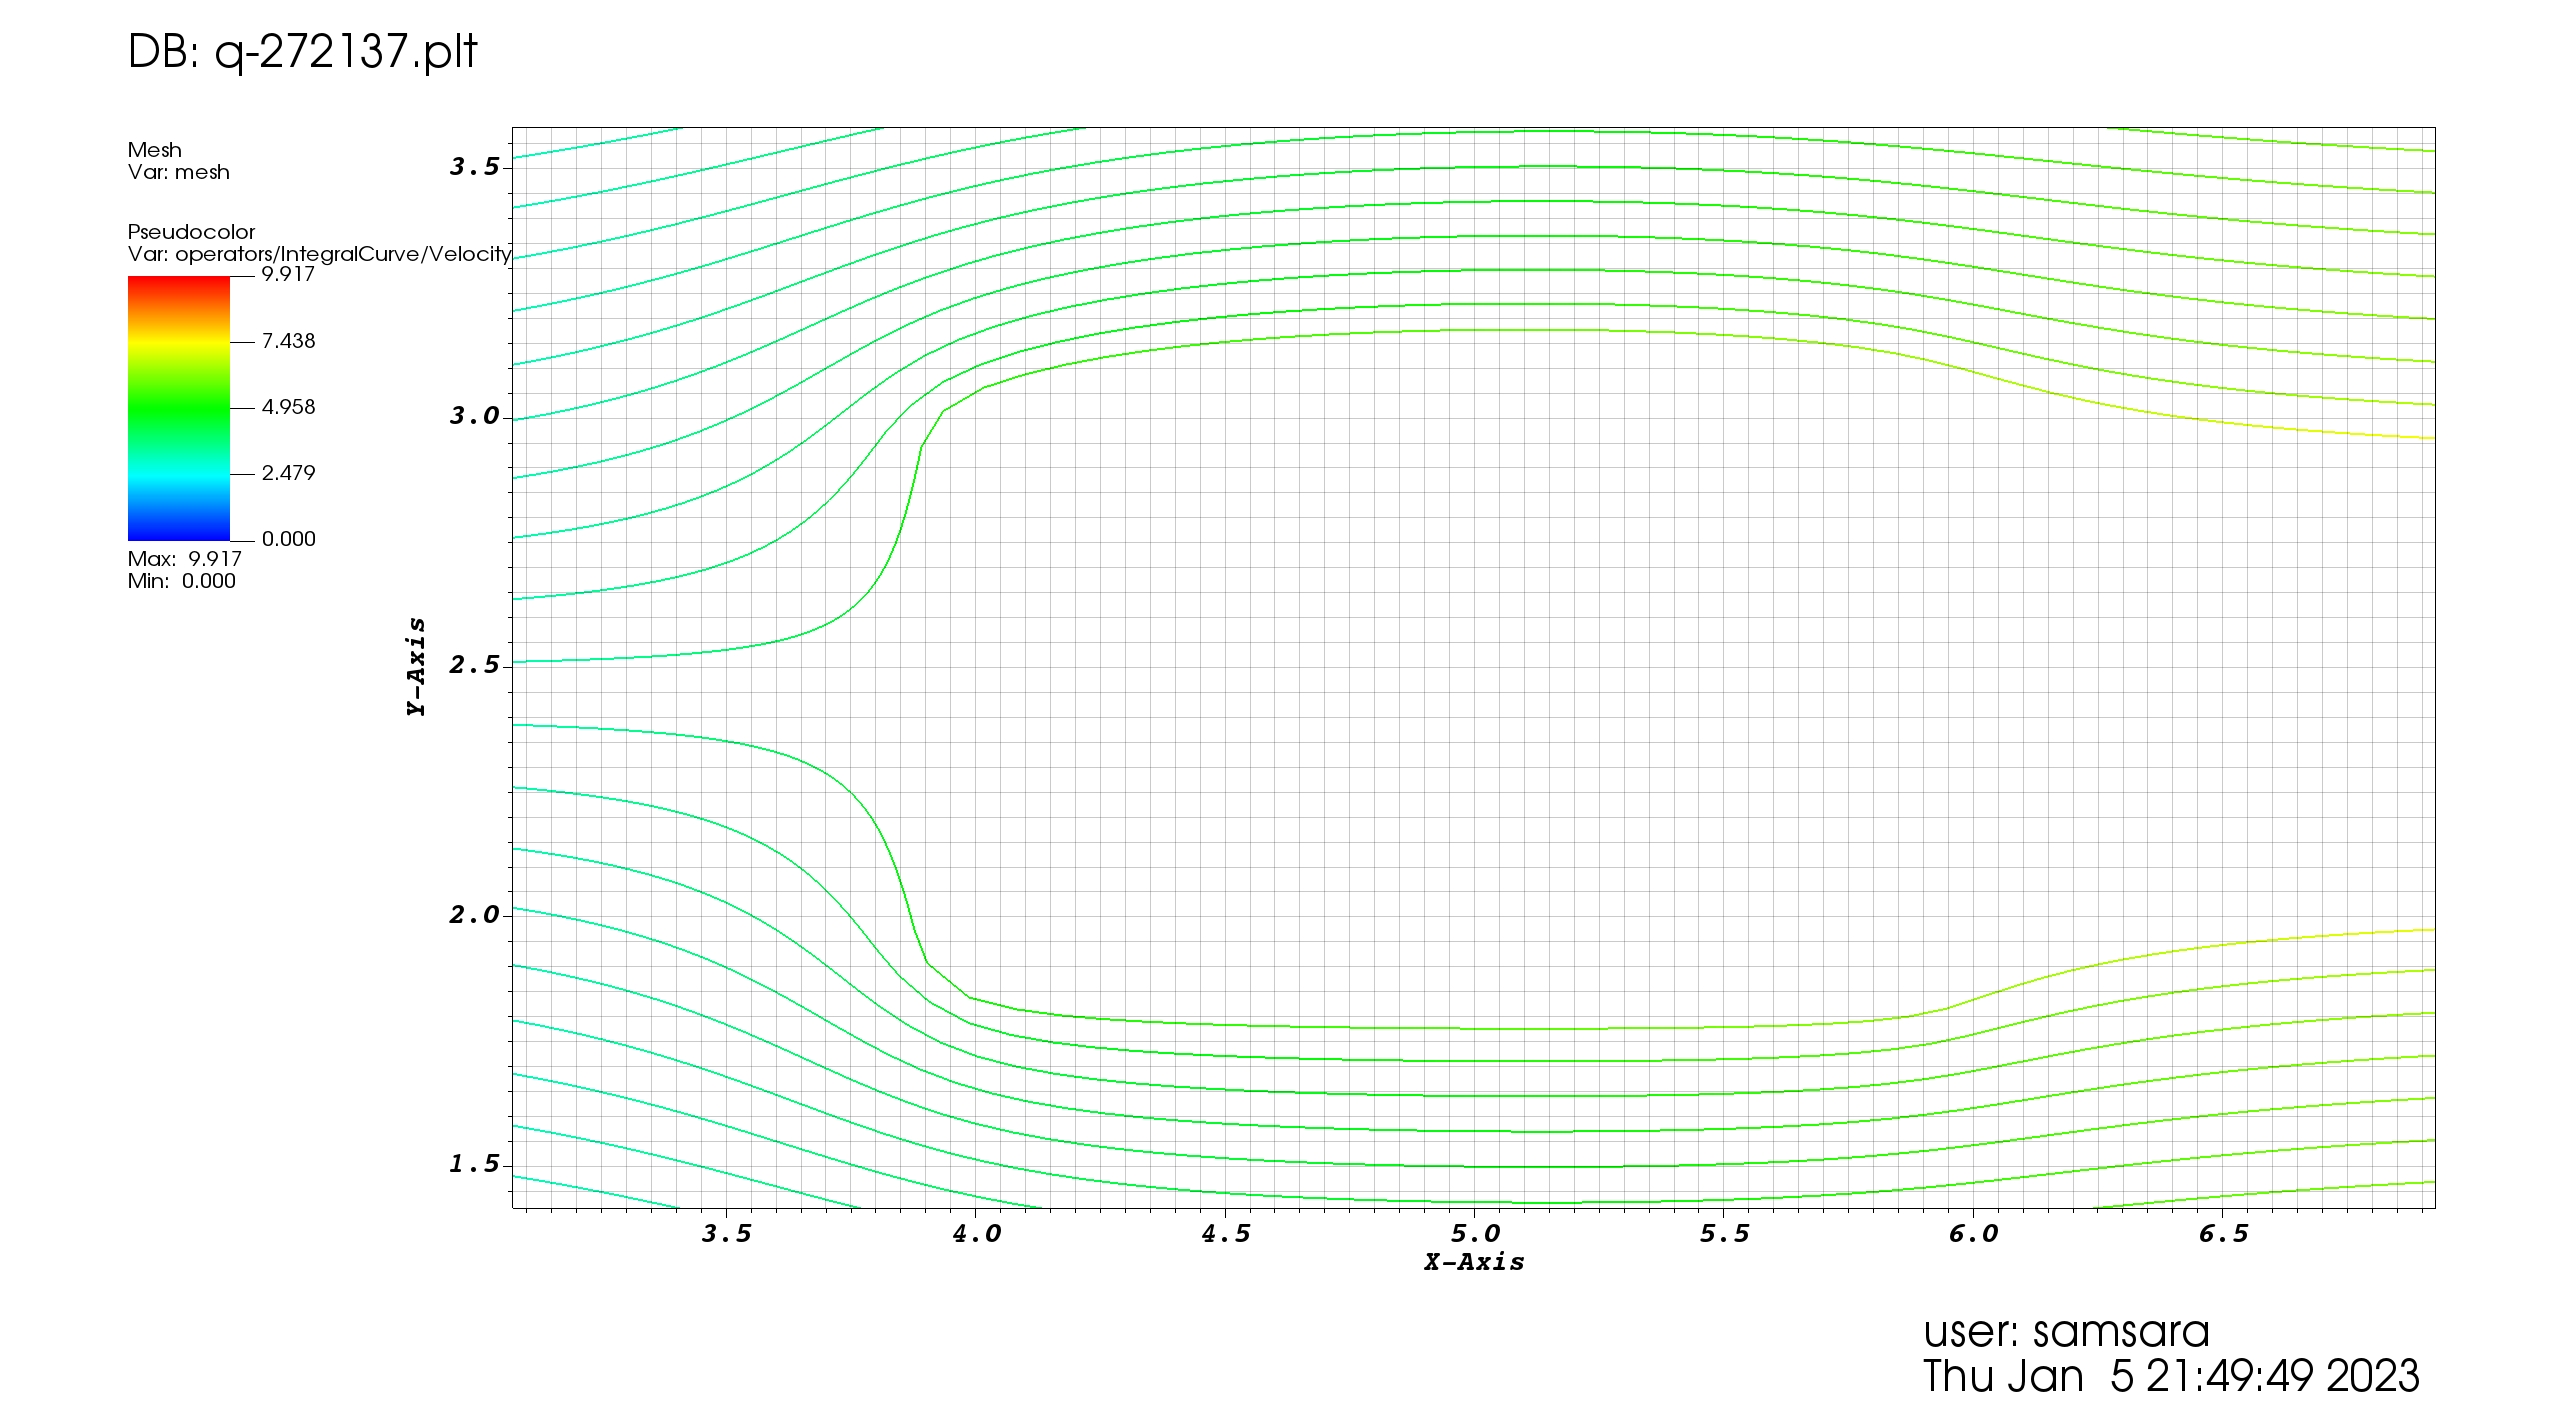 DB: q-272137.plt
Mesh
Var: mesh
Pseudocolor
Var: operators/IntegralCurve/Velocity
9.917
7.438
4.958
2.479
0.000
Max: 9.917
Min: 0.000
3.5
3.0
2.5
2.0
1.5
Y-Axis
3.5 4.0 4.5 5.0 5.5 6.0 6.5
X-Axis
user: samsara
Thu Jan 5 21:49:49 2023